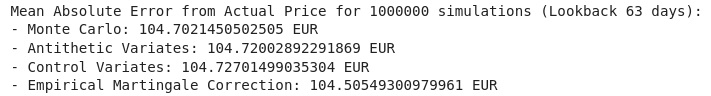 Mean Absolute Error from Actual Price for 1000000 simulations (Lookback 63 days):
- Monte Carlo: 104.7021450502505 EUR
- Antithetic Variates: 104.72002892291869 EUR
- Control Variates: 104.72701499035304 EUR
- Empirical Martingale Correction: 104.50549300979961 EUR